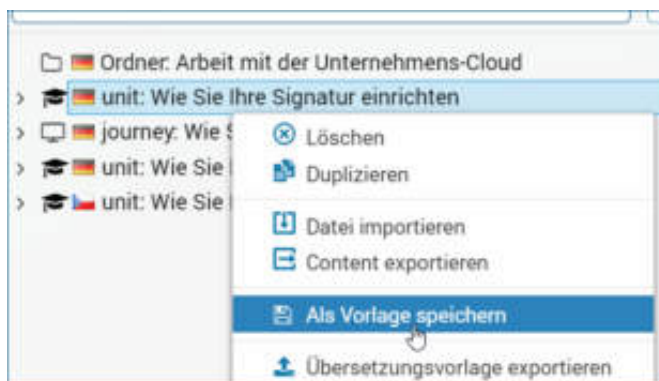 Ordner: Arbeit mit der Unternehmens-Cloud
unit: Wie Sie Ihre Signatur einrichten
journey: Wie S
unit: Wie Sie
unit: Wie Sie
Löschen
Duplizieren
Datei importieren
Content exportieren
Als Vorlage speichern
Übersetzungsvorlage exportieren